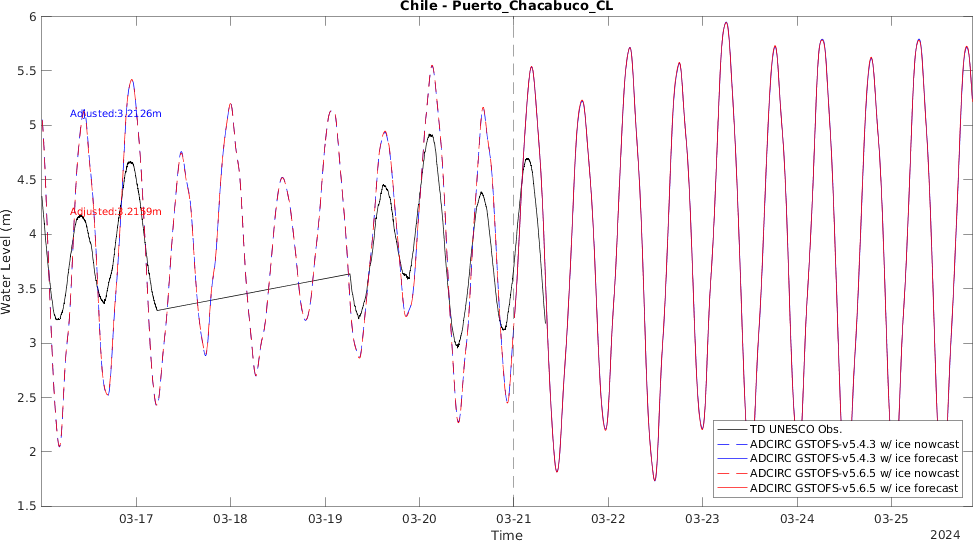 Chile - Puerto_Chacabuco_CL
6
5.5
5
4.5
4
3.5
3
2.5
2
1.5
Water Level (m)
Adjusted:3.2126m
Adjusted:3.2139m
TD UNESCO Obs.
ADCIRC GSTOFS-v5.4.3 w/ ice nowcast
ADCIRC GSTOFS-v5.4.3 w/ ice forecast
ADCIRC GSTOFS-v5.6.5 w/ ice nowcast
ADCIRC GSTOFS-v5.6.5 w/ ice forecast
03-17
03-18
03-19
03-20
03-21
03-22
03-23
03-24
03-25
Time
2024